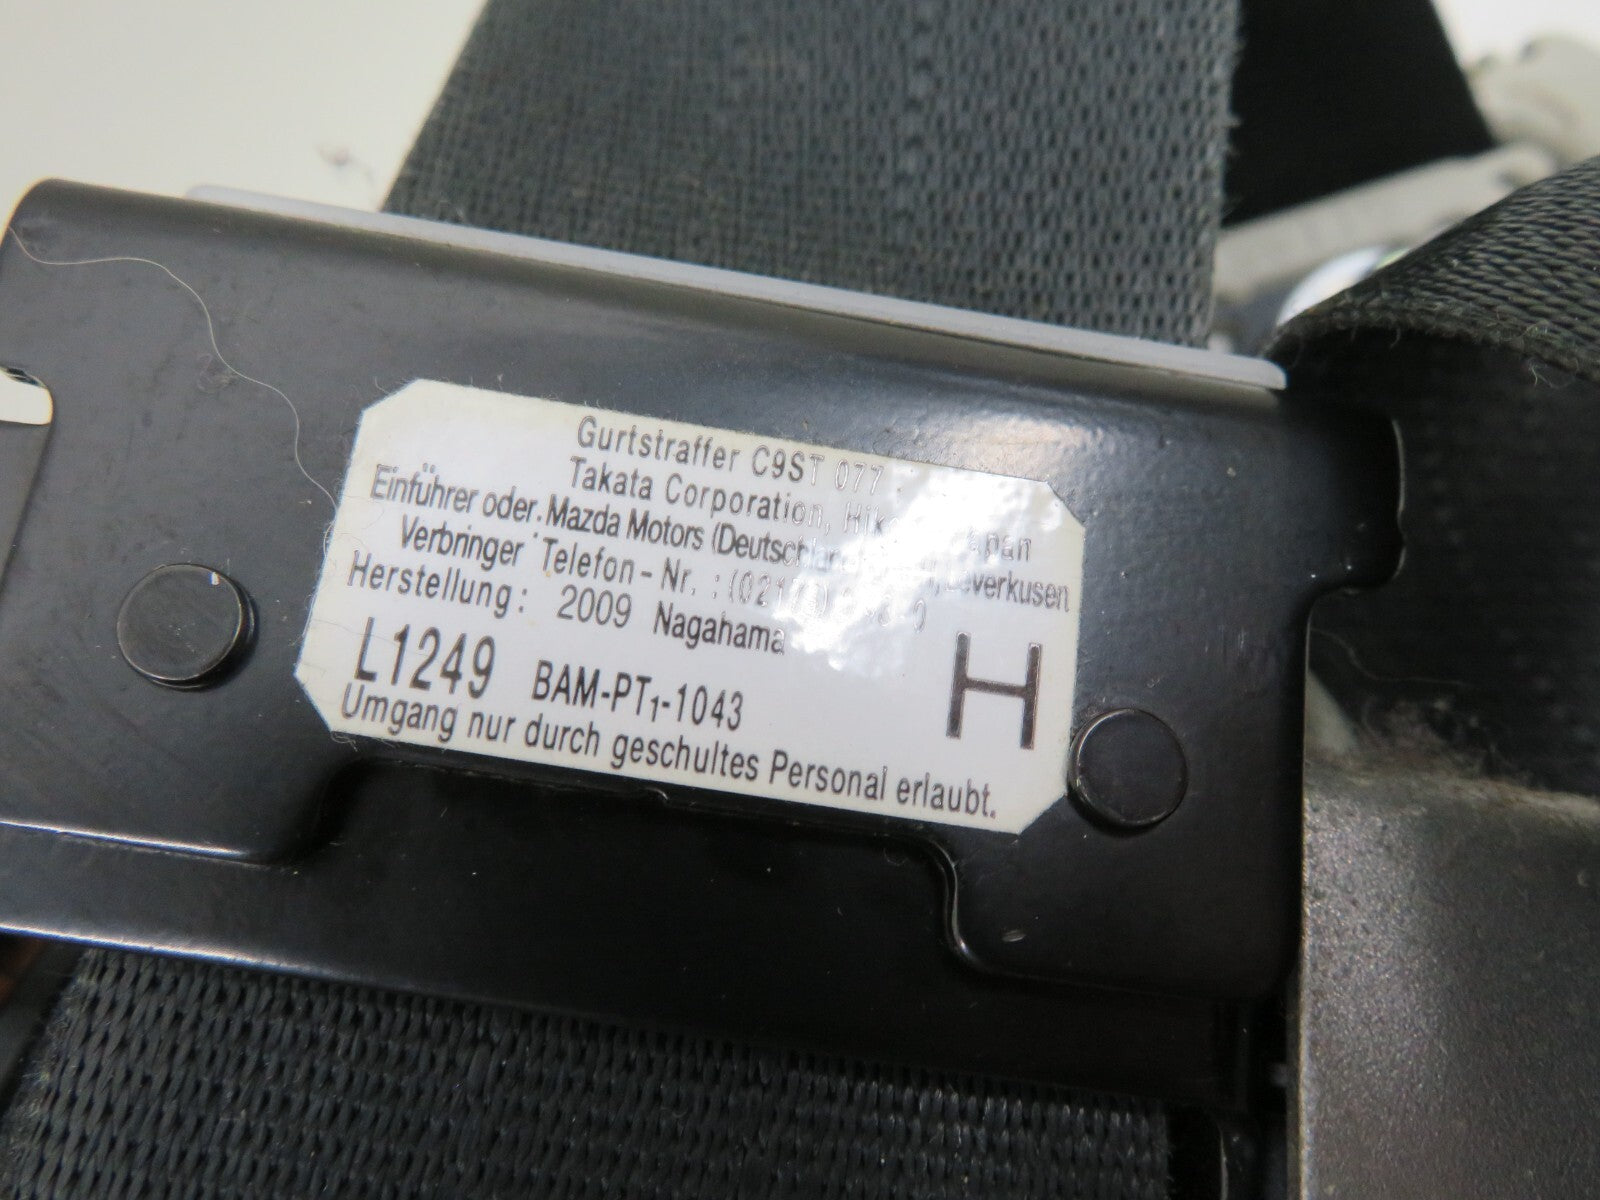 Gurtstraffer C9ST 077
Takata Corporation,
Einführer oder Mazda Motors Leverkusen
Verbringer Telefon-Nr. :
Herstellung: 2009 Nagahama
L1249 BAM-PT1-1043 H
Umgang nur durch geschultes Personal erlaubt.